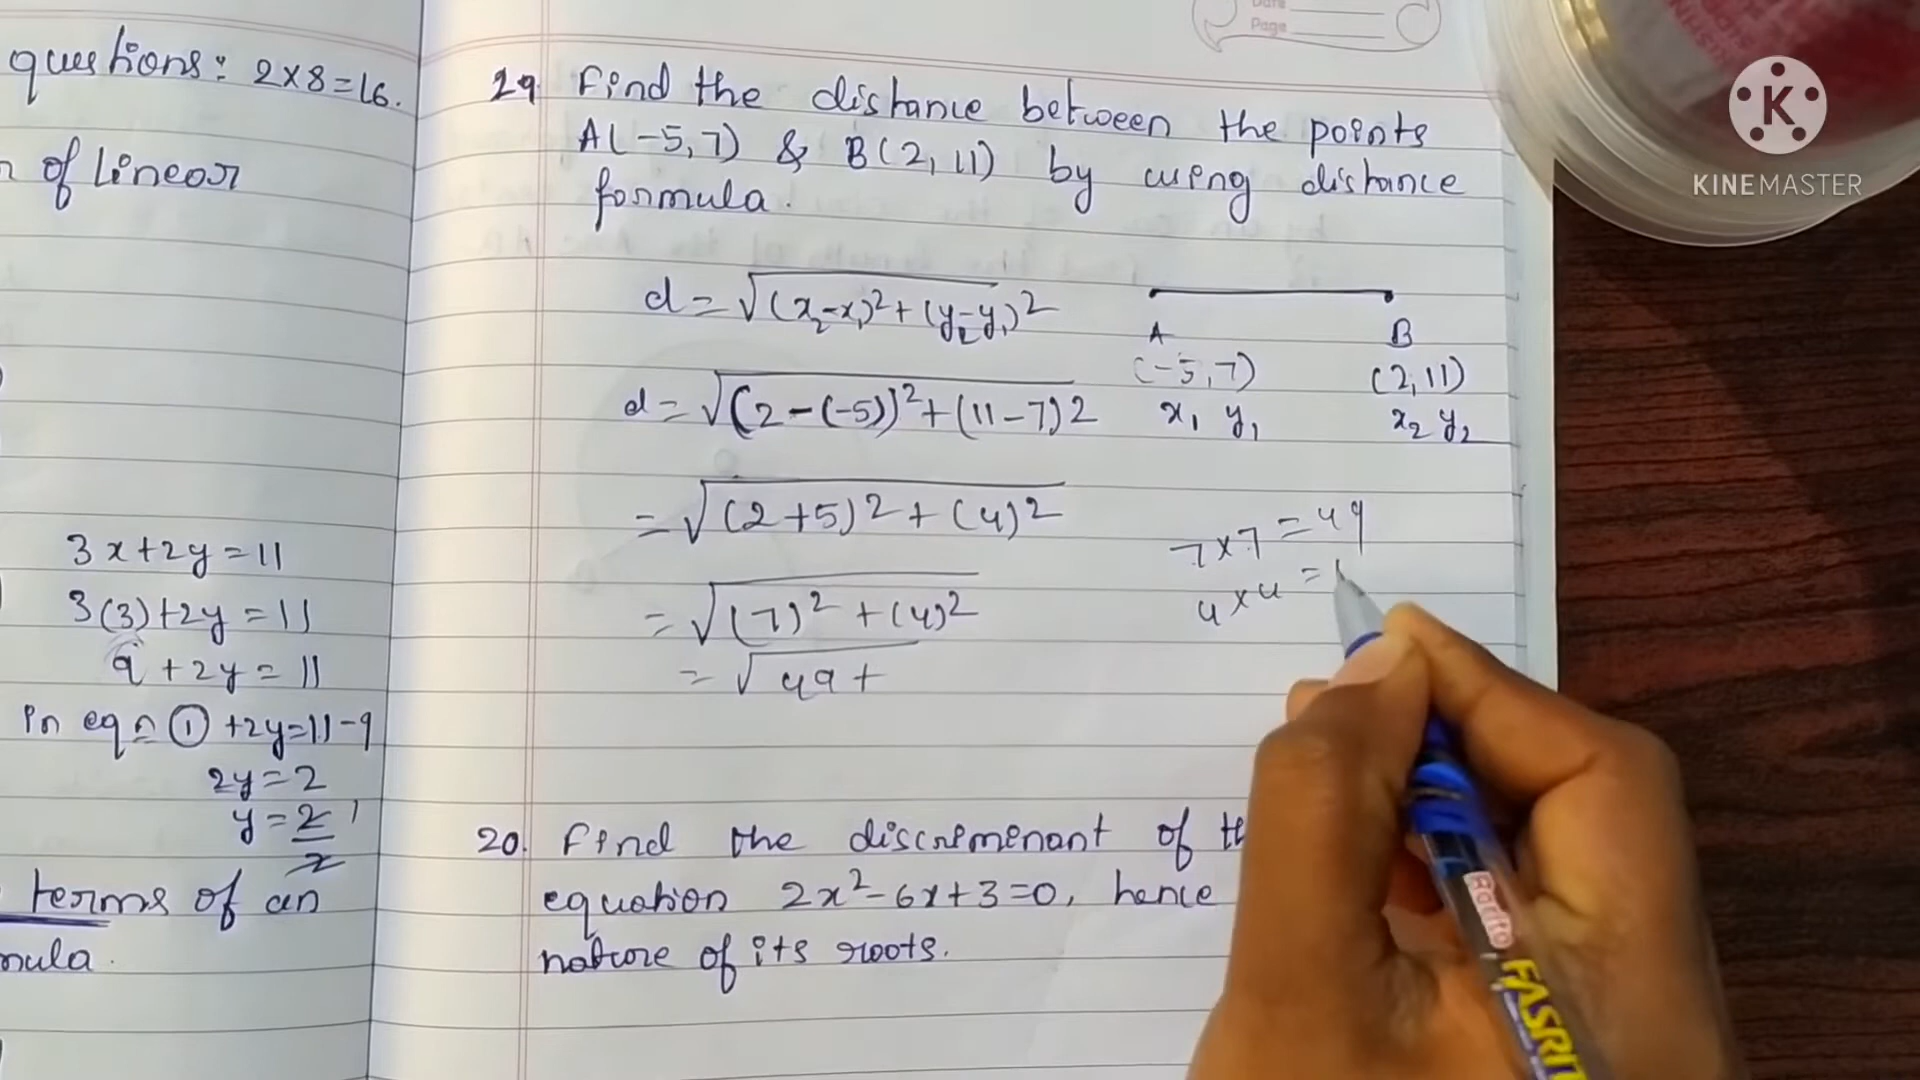 questions: 2×8=16.
of linear
3x+2y=11
3(3)+2y=11
9+2y=11
in eqn ① +2y=11-9
2y=2
y=2/2 1
terms of an
mula.
Date
Page
29 Find the distance between the points
A(-5,7) & B(2,11) by using distance
formula.
d=√(x₂-x₁)²+(y₂-y₁)²
d=√(2-(-5))²+(11-7)2
=√(2+5)2+(4)2
=√(7)2+(4)2
=√49+
A B
(-5,7) (2,11)
x₁ y₁ x₂ y₂
7×7=49
4×4=1
20. Find the discriminant of
equation 2x²-6x+3=0, hence
nature of its roots.
K
KINEMASTER
Rorito
FASRIT